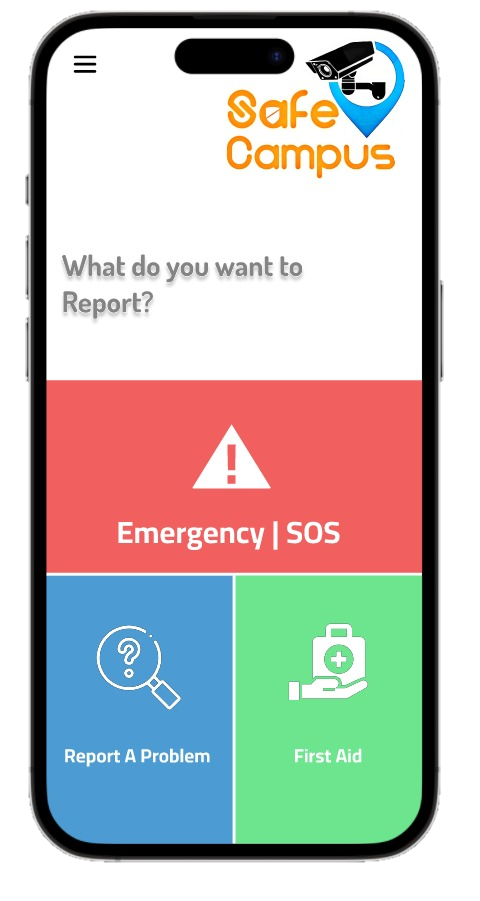 Safe
Campus
What do you want to
Report?
Emergency | SOS
Report A Problem
First Aid